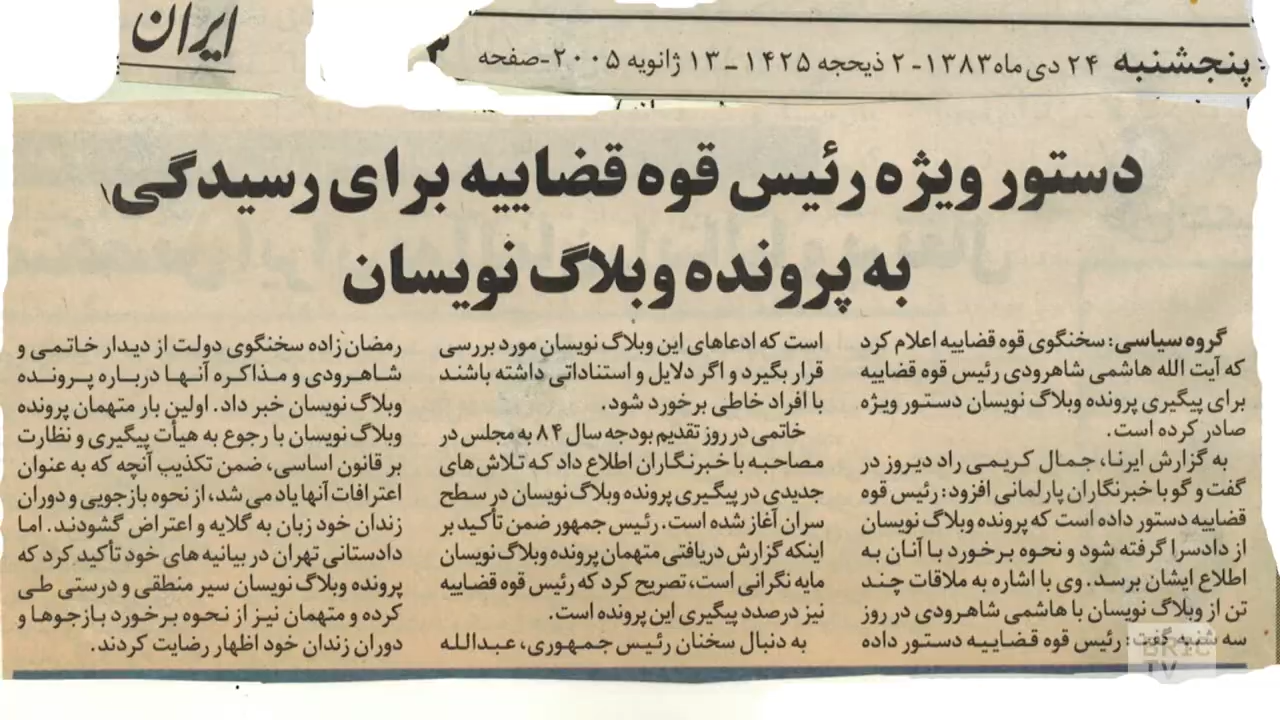 ایران
پنجشنبه ۲۴ دی ماه ۱۳۸۳- ۲ ذیحجه ۱۴۲۵ - ۱۳ ژانویه ۲۰۰۵-صفحه ۳
دستور ویژه رئیس قوه قضاییه برای رسیدگی
به پرونده وبلاگ نویسان
گروه سیاسی: سخنگوی قوه قضاییه اعلام کرد
که آیت الله هاشمی شاهرودی رئیس قوه قضاییه
برای پیگیری پرونده وبلاگ نویسان دستور ویژه
صادر کرده است.
به گزارش ایرنا، جمال کریمی راد دیروز در
گفت و گو با خبرنگاران پارلمانی افزود: رئیس قوه
قضاییه دستور داده است که پرونده وبلاگ نویسان
از دادسرا گرفته شود و نحوه برخورد با آنان به
اطلاع ایشان برسد. وی با اشاره به ملاقات چند
تن از وبلاگ نویسان با هاشمی شاهرودی در روز
سه شنبه گفت: رئیس قوه قضاییه دستور داده
است که ادعاهای این وبلاگ نویسان مورد بررسی
قرار بگیرد و اگر دلایل و استناداتی داشته باشند
با افراد خاطی برخورد شود.
خاتمی در روز تقدیم بودجه سال ۸۴ به مجلس در
مصاحبه با خبرنگاران اطلاع داد که تلاش های
جدیدی در پیگیری پرونده وبلاگ نویسان در سطح
سران آغاز شده است. رئیس جمهور ضمن تأکید بر
اینکه گزارش دریافتی متهمان پرونده وبلاگ نویسان
مایه نگرانی است، تصریح کرد که رئیس قوه قضاییه
نیز درصدد پیگیری این پرونده است.
به دنبال سخنان رئیس جمهوری، عبدالله
رمضان زاده سخنگوی دولت از دیدار خاتمی و
شاهرودی و مذاکره آنها درباره پرونده
وبلاگ نویسان خبر داد. اولین بار متهمان پرونده
وبلاگ نویسان با رجوع به هیأت پیگیری و نظارت
بر قانون اساسی، ضمن تکذیب آنچه که به عنوان
اعترافات آنها یاد می شد، از نحوه بازجویی و دوران
زندان خود زبان به گلایه و اعتراض گشودند. اما
دادستانی تهران در بیانیه های خود تأکید کرد که
پرونده وبلاگ نویسان سیر منطقی و درستی طی
کرده و متهمان نیز از نحوه برخورد بازجوها و
دوران زندان خود اظهار رضایت کردند.
BRIC
TV